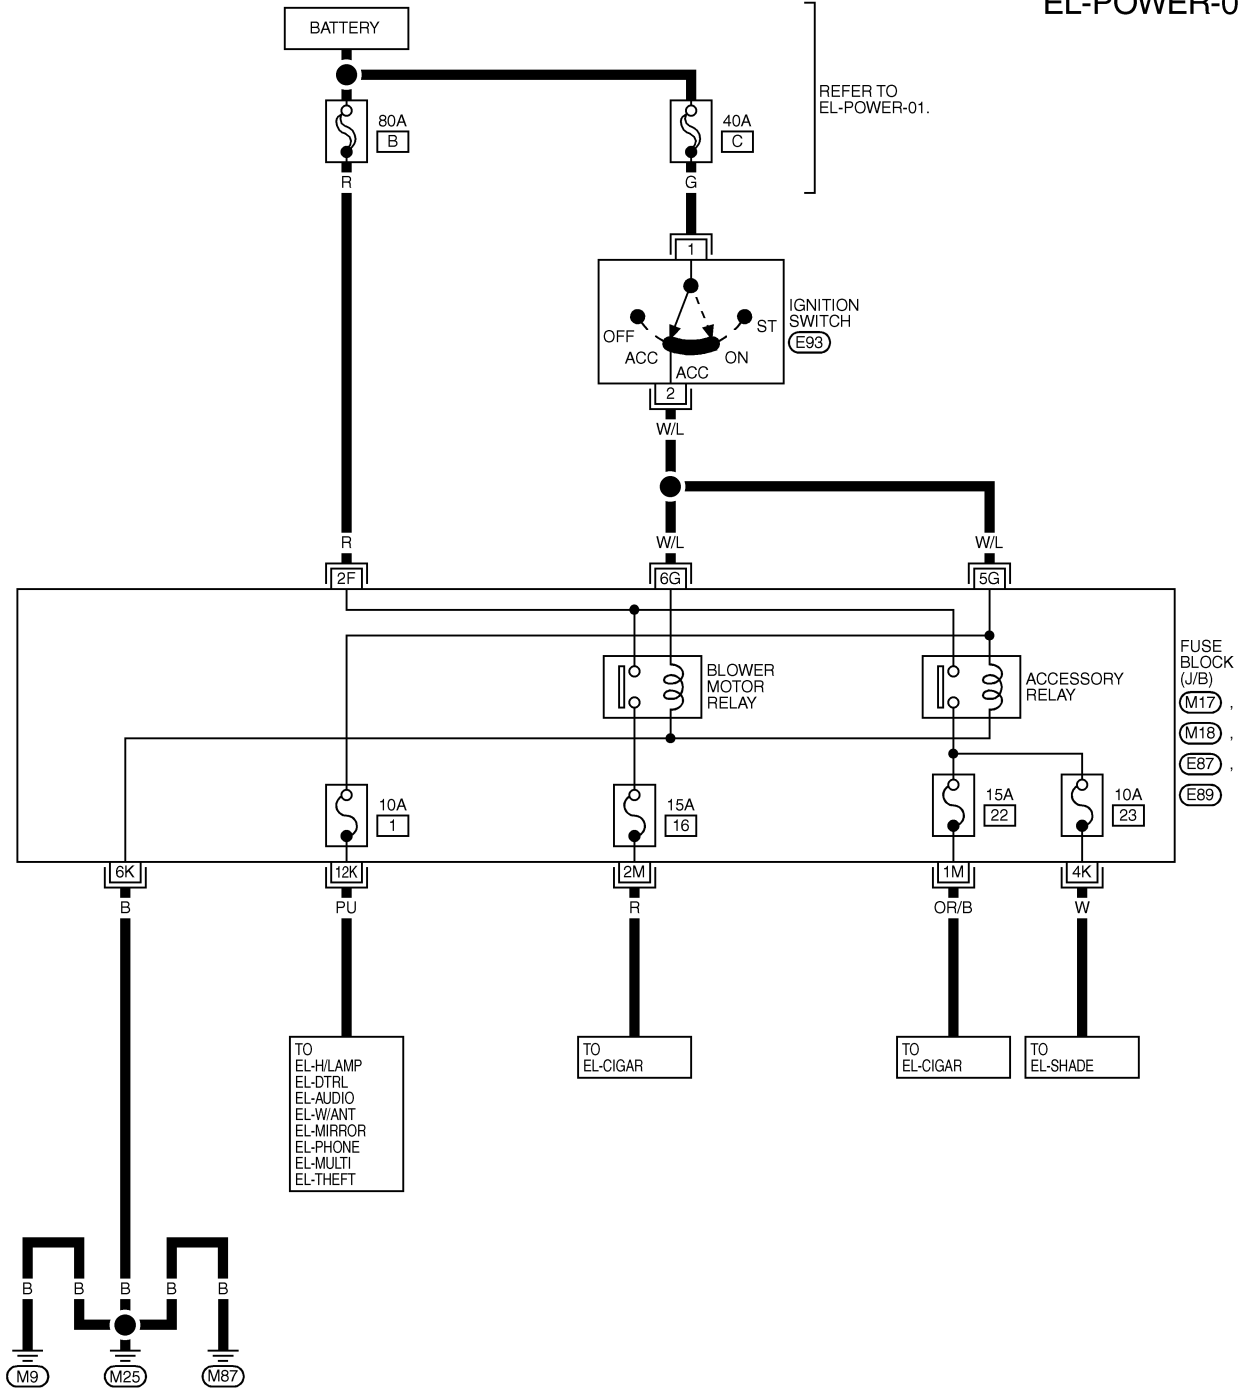 EL-POWER-0
BATTERY
REFER TO
EL-POWER-01.
80A
B
40A
C
R
G
1
IGNITION
SWITCH
E93
OFF
ST
ACC
ON
ACC
2
W/L
R
W/L
W/L
2F
6G
5G
FUSE
BLOCK
(J/B)
M17 ,
M18 ,
E87 ,
E89
BLOWER
MOTOR
RELAY
ACCESSORY
RELAY
10A
1
15A
16
15A
22
10A
23
6K
12K
2M
1M
4K
B
PU
R
OR/B
W
TO
EL-H/LAMP
EL-DTRL
EL-AUDIO
EL-W/ANT
EL-MIRROR
EL-PHONE
EL-MULTI
EL-THEFT
TO
EL-CIGAR
TO
EL-CIGAR
TO
EL-SHADE
B
B
B
B
B
M9
M25
M87